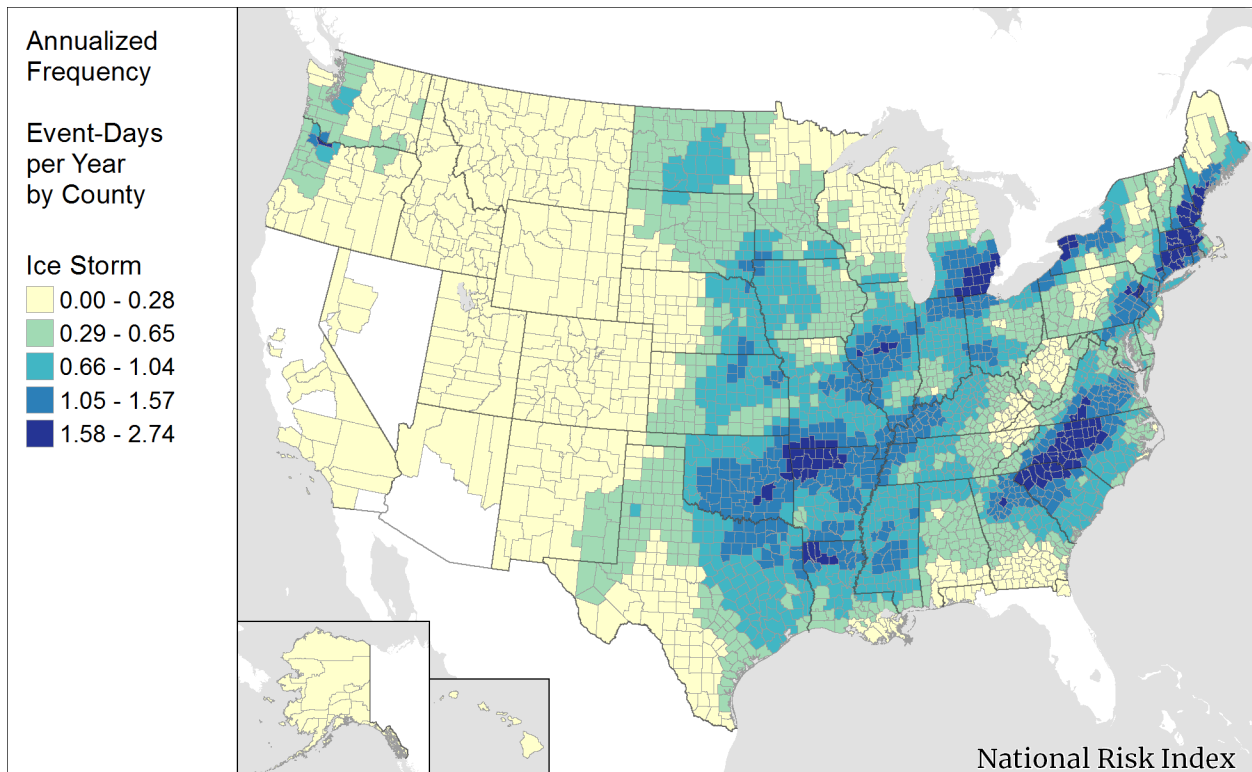 Annualized
Frequency
Event-Days
per Year
by County
Ice Storm
0.00 - 0.28
0.29 - 0.65
0.66 - 1.04
1.05 - 1.57
1.58 - 2.74
National Risk Index